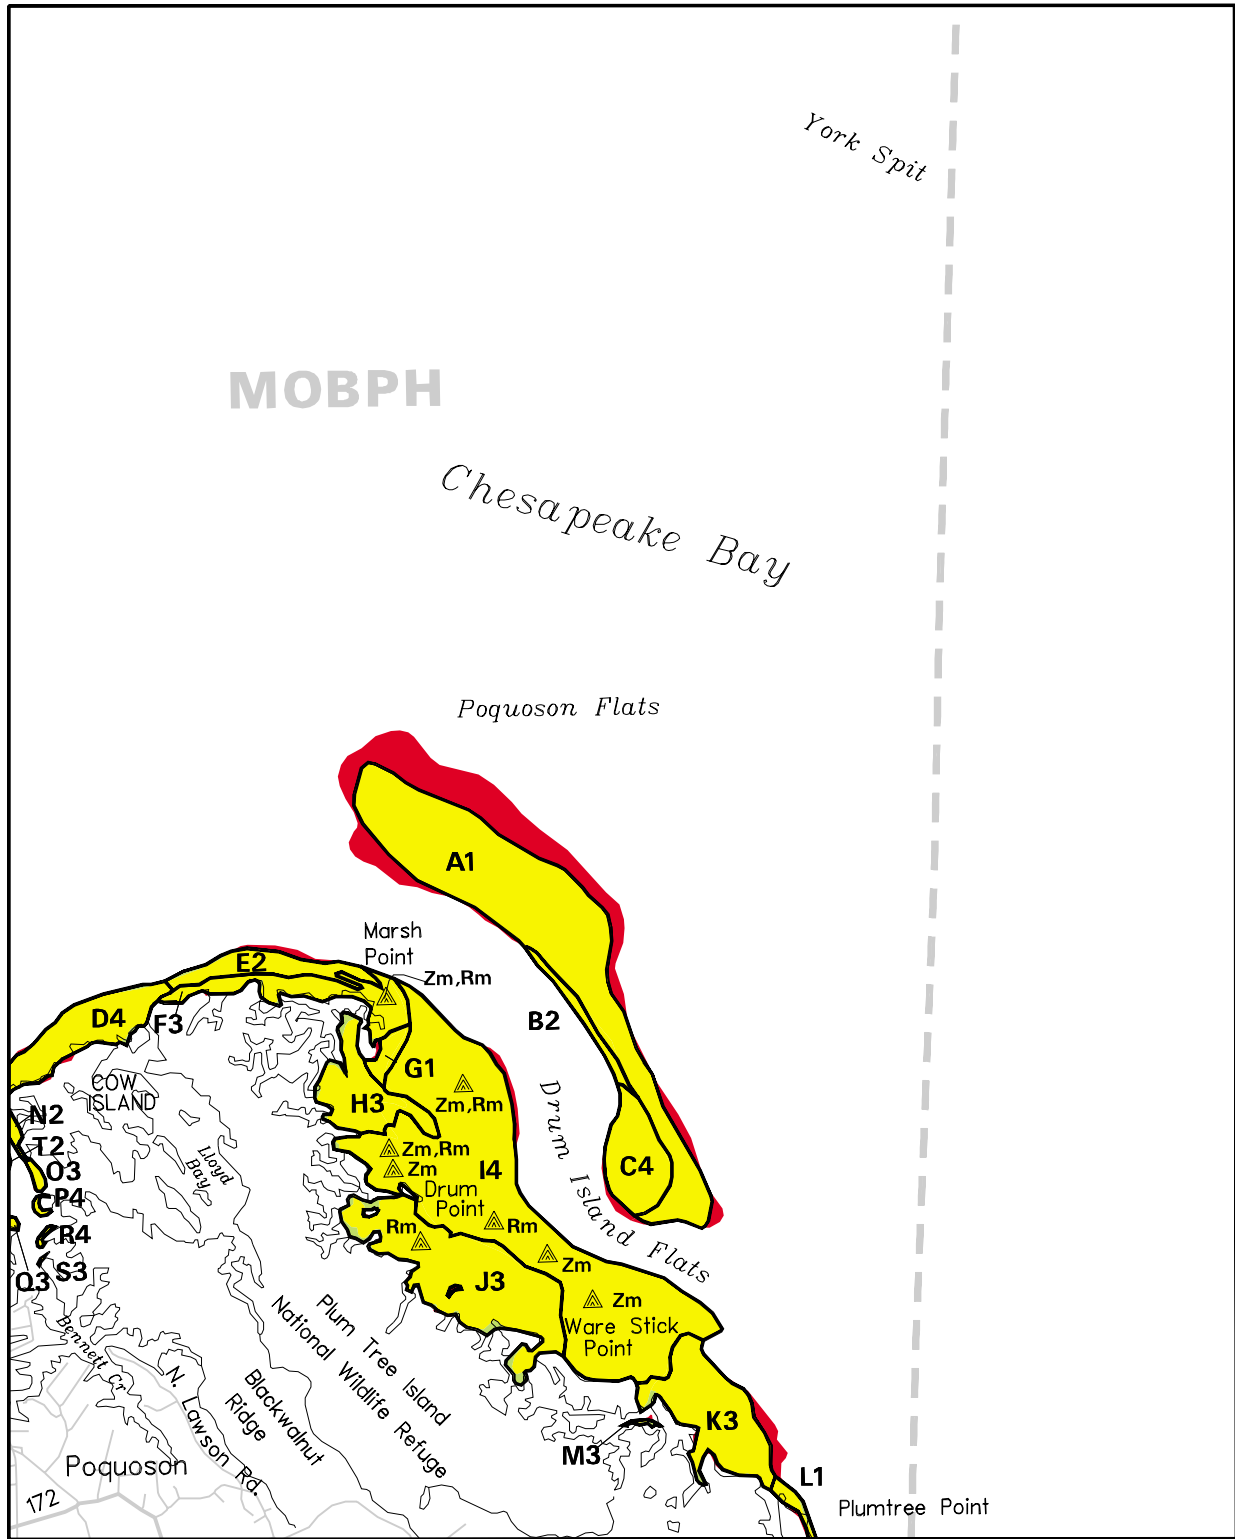 York Spit
MOBPH
Chesapeake Bay
Poquoson Flats
A1
Marsh
Point
E2
Zm,Rm
D4
F3
B2
G1
COW
ISLAND
N2
H3
Zm,Rm
Drum Island Flats
T2
Lloyd
Bay
Zm,Rm
O3
Zm
I4
C4
P4
Drum
Point
R4
Rm
Rm
Q3
S3
Zm
J3
Zm
Bennett Cr
Plum Tree Island
National Wildlife Refuge
Ware Stick
Point
N. Lawson Rd.
Blackwalnut
Ridge
K3
M3
Poquoson
L1
172
Plumtree Point